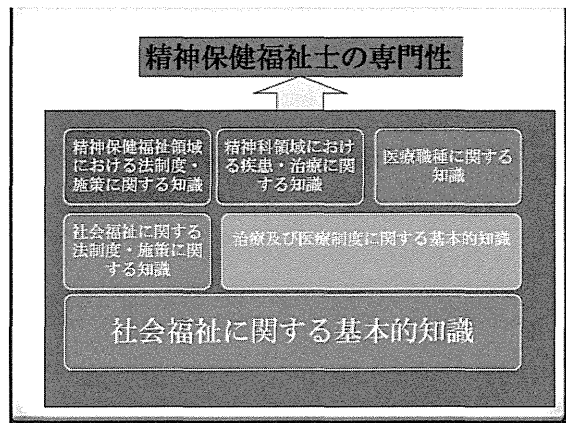 精神保健福祉士の専門性
精神保健福祉領域
における法制度・
施策に関する知識
精神科領域におけ
る疾患・治療に関
する知識
医療職種に関する
知識
社会福祉に関する
法制度・施策に関
する知識
治療及び医療制度に関する基本的知識
社会福祉に関する基本的知識